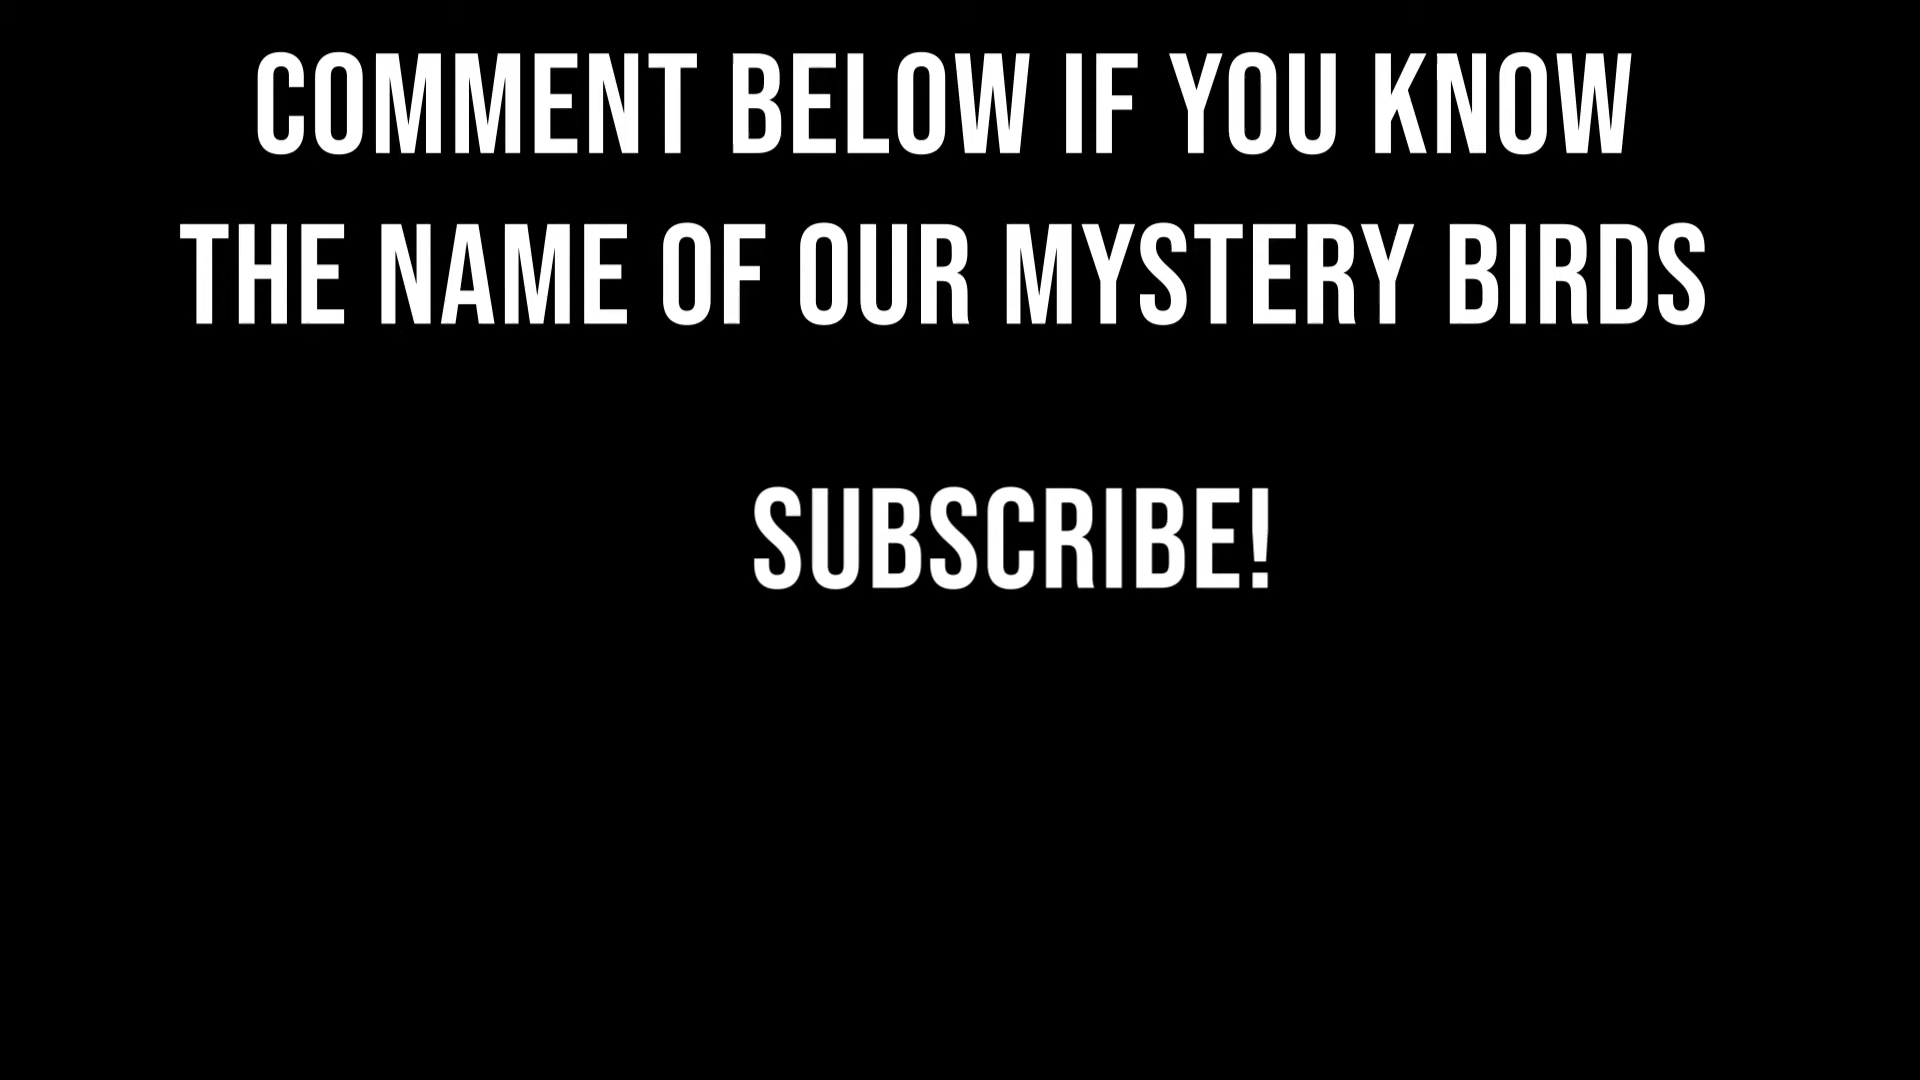 COMMENT BELOW IF YOU KNOW
THE NAME OF OUR MYSTERY BIRDS
SUBSCRIBE!